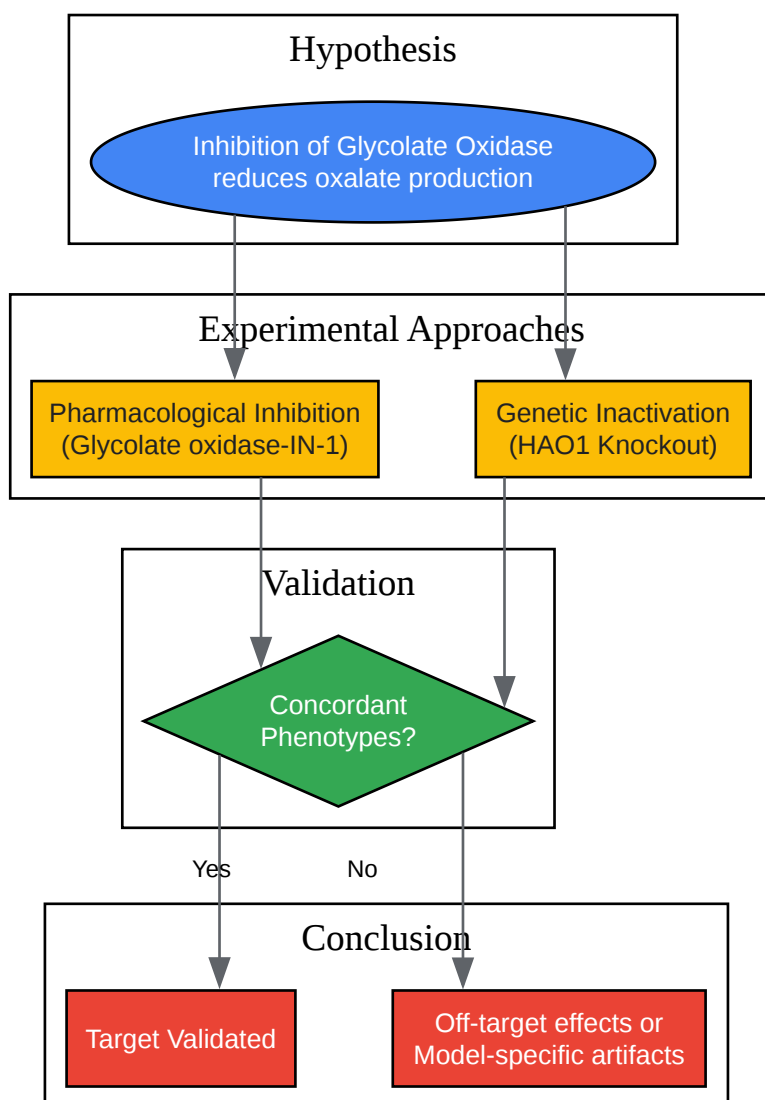 Hypothesis
Inhibition of Glycolate Oxidase
reduces oxalate production
Experimental Approaches
Pharmacological Inhibition
(Glycolate oxidase-IN-1)
Genetic Inactivation
(HAO1 Knockout)
Validation
Concordant
Phenotypes?
Yes
No
Conclusion
Target Validated
Off-target effects or
Model-specific artifacts